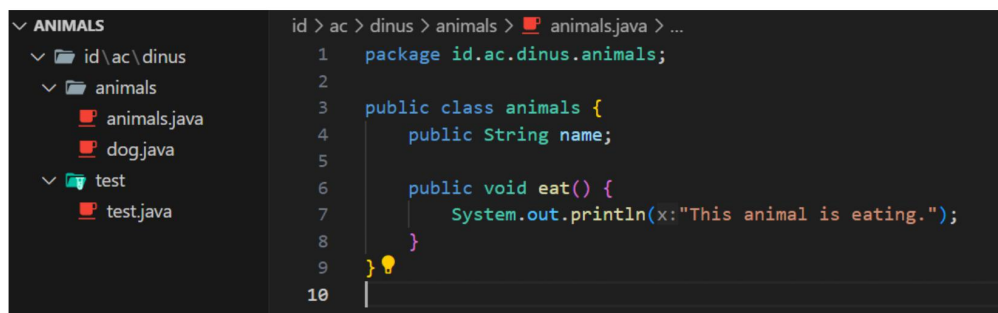 ANIMALS
id\ac\dinus
animals
animals.java
dog.java
test
test.java
id > ac > dinus > animals > animals.java > ...
1 package id.ac.dinus.animals;
2
3 public class animals {
4 public String name;
5
6 public void eat() {
7 System.out.println(x:"This animal is eating.");
8 }
9 }
10